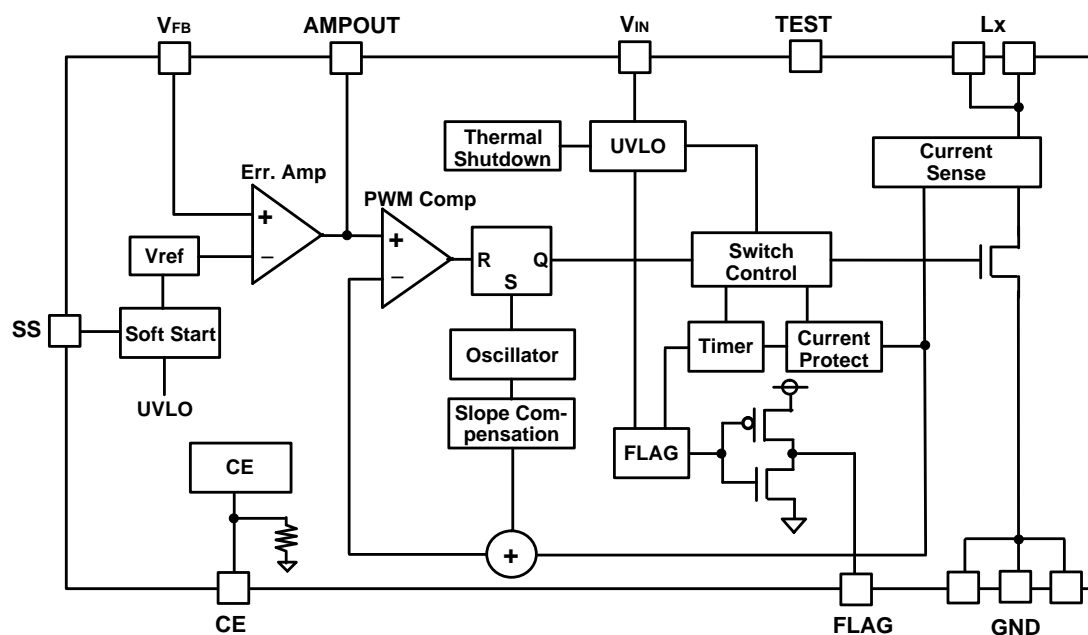 VFB
AMPOUT
VIN
TEST
Lx
Thermal
Shutdown
UVLO
Current
Sense
Err. Amp
PWM Comp
+
−
+
−
Vref
R
Q
S
Switch
Control
SS
Soft Start
Oscillator
Timer
Current
Protect
UVLO
Slope Com-
pensation
FLAG
CE
+
CE
FLAG
GND